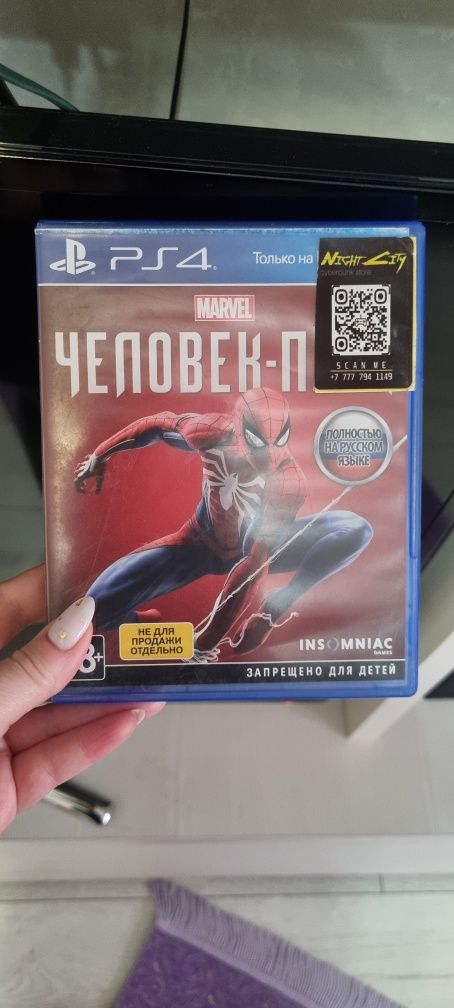 PS4
Только на
NIGHT CITY
cyberpunk store
SCAN ME
+7 777 794 1149
MARVEL
ЧЕЛОВЕК-П
ПОЛНОСТЬЮ
НА РУССКОМ
ЯЗЫКЕ
НЕ ДЛЯ
ПРОДАЖИ
ОТДЕЛЬНО
INSOMNIAC
GAMES
8+
ЗАПРЕЩЕНО ДЛЯ ДЕТЕЙ